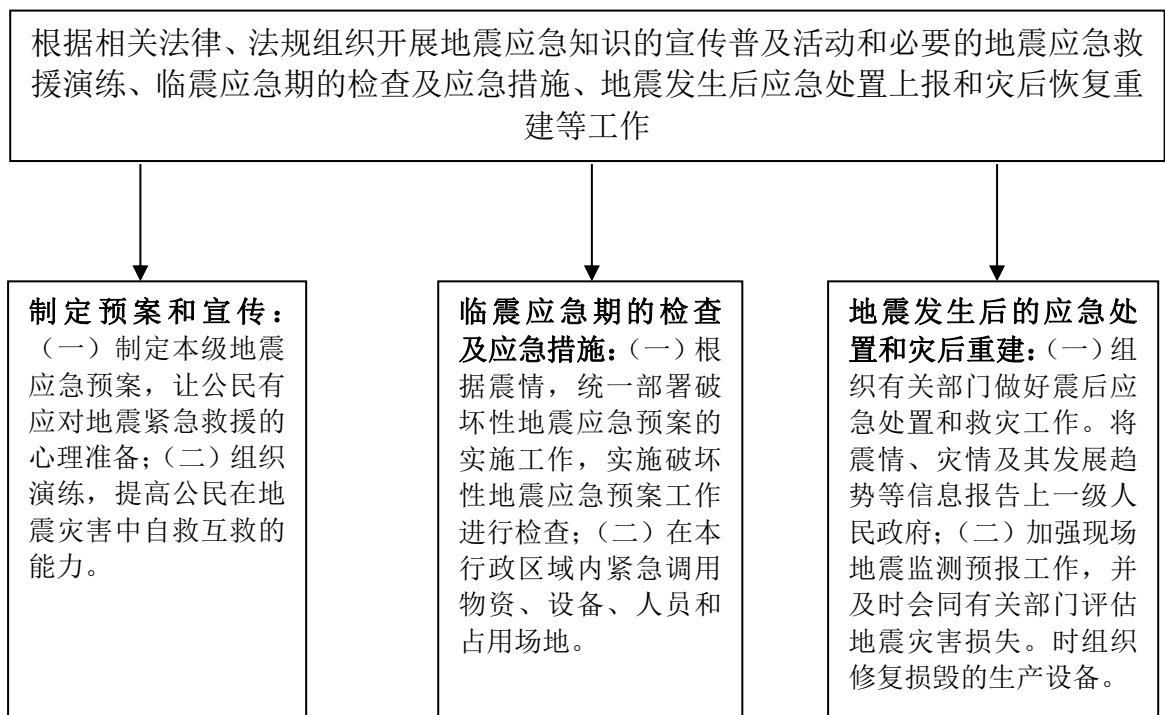 根据相关法律、法规组织开展地震应急知识的宣传普及活动和必要的地震应急救
援演练、临震应急期的检查及应急措施、地震发生后应急处置上报和灾后恢复重
建等工作
制定预案和宣传：
（一）制定本级地震
应急预案，让公民有
应对地震紧急救援的
心理准备；（二）组织
演练，提高公民在地
震灾害中自救互救的
能力。
临震应急期的检查
及应急措施：（一）根
据震情，统一部署破
坏性地震应急预案的
实施工作，实施破坏
性地震应急预案工作
进行检查；（二）在本
行政区域内紧急调用
物资、设备、人员和
占用场地。
地震发生后的应急处
置和灾后重建：（一）组
织有关部门做好震后应
急处置和救灾工作。将
震情、灾情及其发展趋
势等信息报告上一级人
民政府；（二）加强现场
地震监测预报工作，并
及时会同有关部门评估
地震灾害损失。时组织
修复损毁的生产设备。